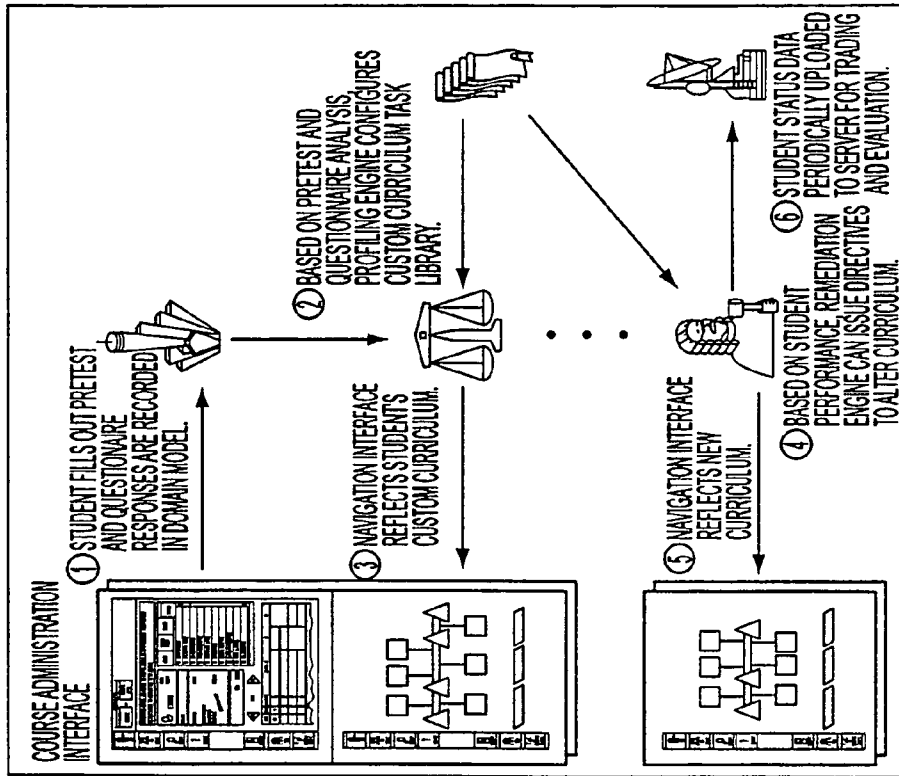 COURSE ADMINISTRATION
INTERFACE
① STUDENT FILLS OUT PRETEST
AND QUESTIONAIRE
RESPONSES ARE RECORDED
IN DOMAIN MODEL.
② BASED ON PRETEST AND
QUESTIONNAIRE ANALYSIS,
PROFILING ENGINE CONFIGURES
CUSTOM CURRICULUM TASK
LIBRARY.
③ NAVIGATION INTERFACE
REFLECTS STUDENT'S
CUSTOM CURRICULUM.
⑤ NAVIGATION INTERFACE
REFLECTS NEW
CURRICULUM.
④ BASED ON STUDENT
PERFORMANCE, REMEDIATION
ENGINE CAN ISSUE DIRECTIVES
TO ALTER CURRICULUM.
⑥ STUDENT STATUS DATA
PERIODICALLY UPLOADED
TO SERVER FOR TRADING
AND EVALUATION.